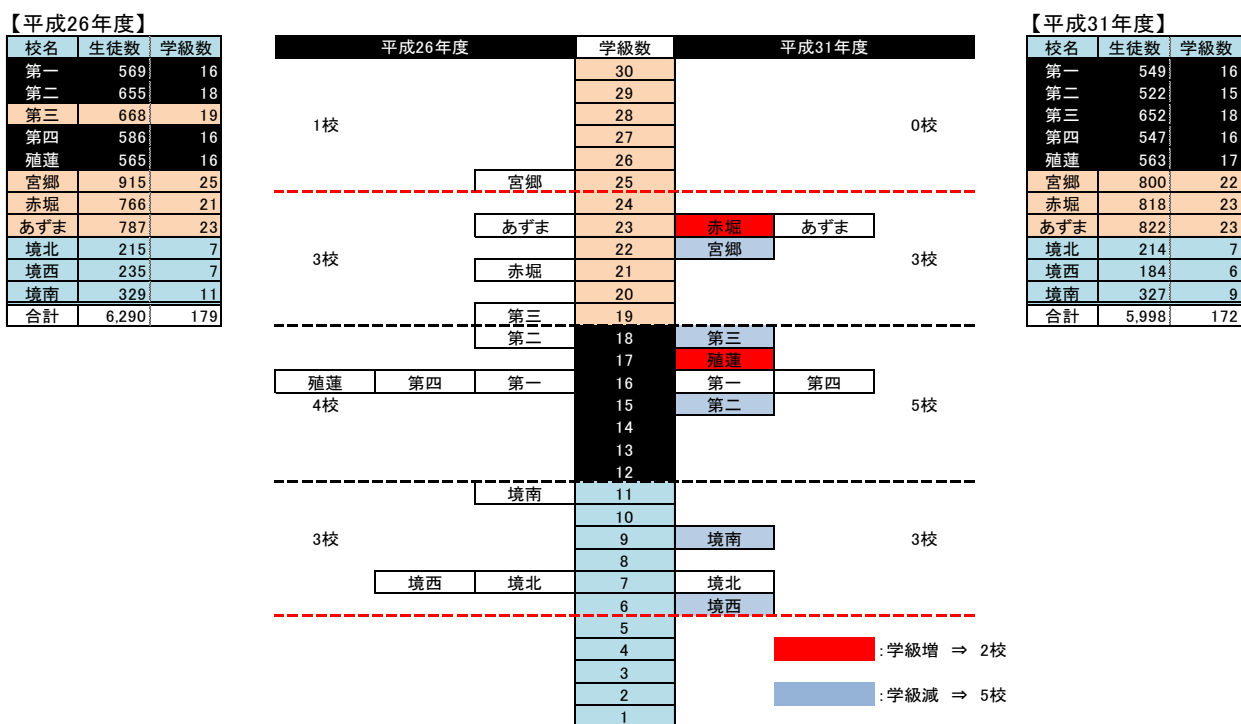 【平成26年度】
校名 生徒数 学級数
第一 569 16
第二 655 18
第三 668 19
第四 586 16
殖蓮 565 16
宮郷 915 25
赤堀 766 21
あずま 787 23
境北 215 7
境西 235 7
境南 329 11
合計 6,290 179
平成26年度 学級数 平成31年度
30
29
28
1校 0校
27
26
宮郷 25
24
あずま 23 赤堀 あずま
22 宮郷
3校 3校
赤堀 21
20
第三 19
第二 18 第三
17 殖蓮
殖蓮 第四 第一 16 第一 第四
4校 15 第二 5校
14
13
12
境南 11
10
3校 9 境南 3校
8
境西 境北 7 境北
6 境西
5
4
3
2
1
:学級増 ⇒ 2校
:学級減 ⇒ 5校
【平成31年度】
校名 生徒数 学級数
第一 549 16
第二 522 15
第三 652 18
第四 547 16
殖蓮 563 17
宮郷 800 22
赤堀 818 23
あずま 822 23
境北 214 7
境西 184 6
境南 327 9
合計 5,998 172